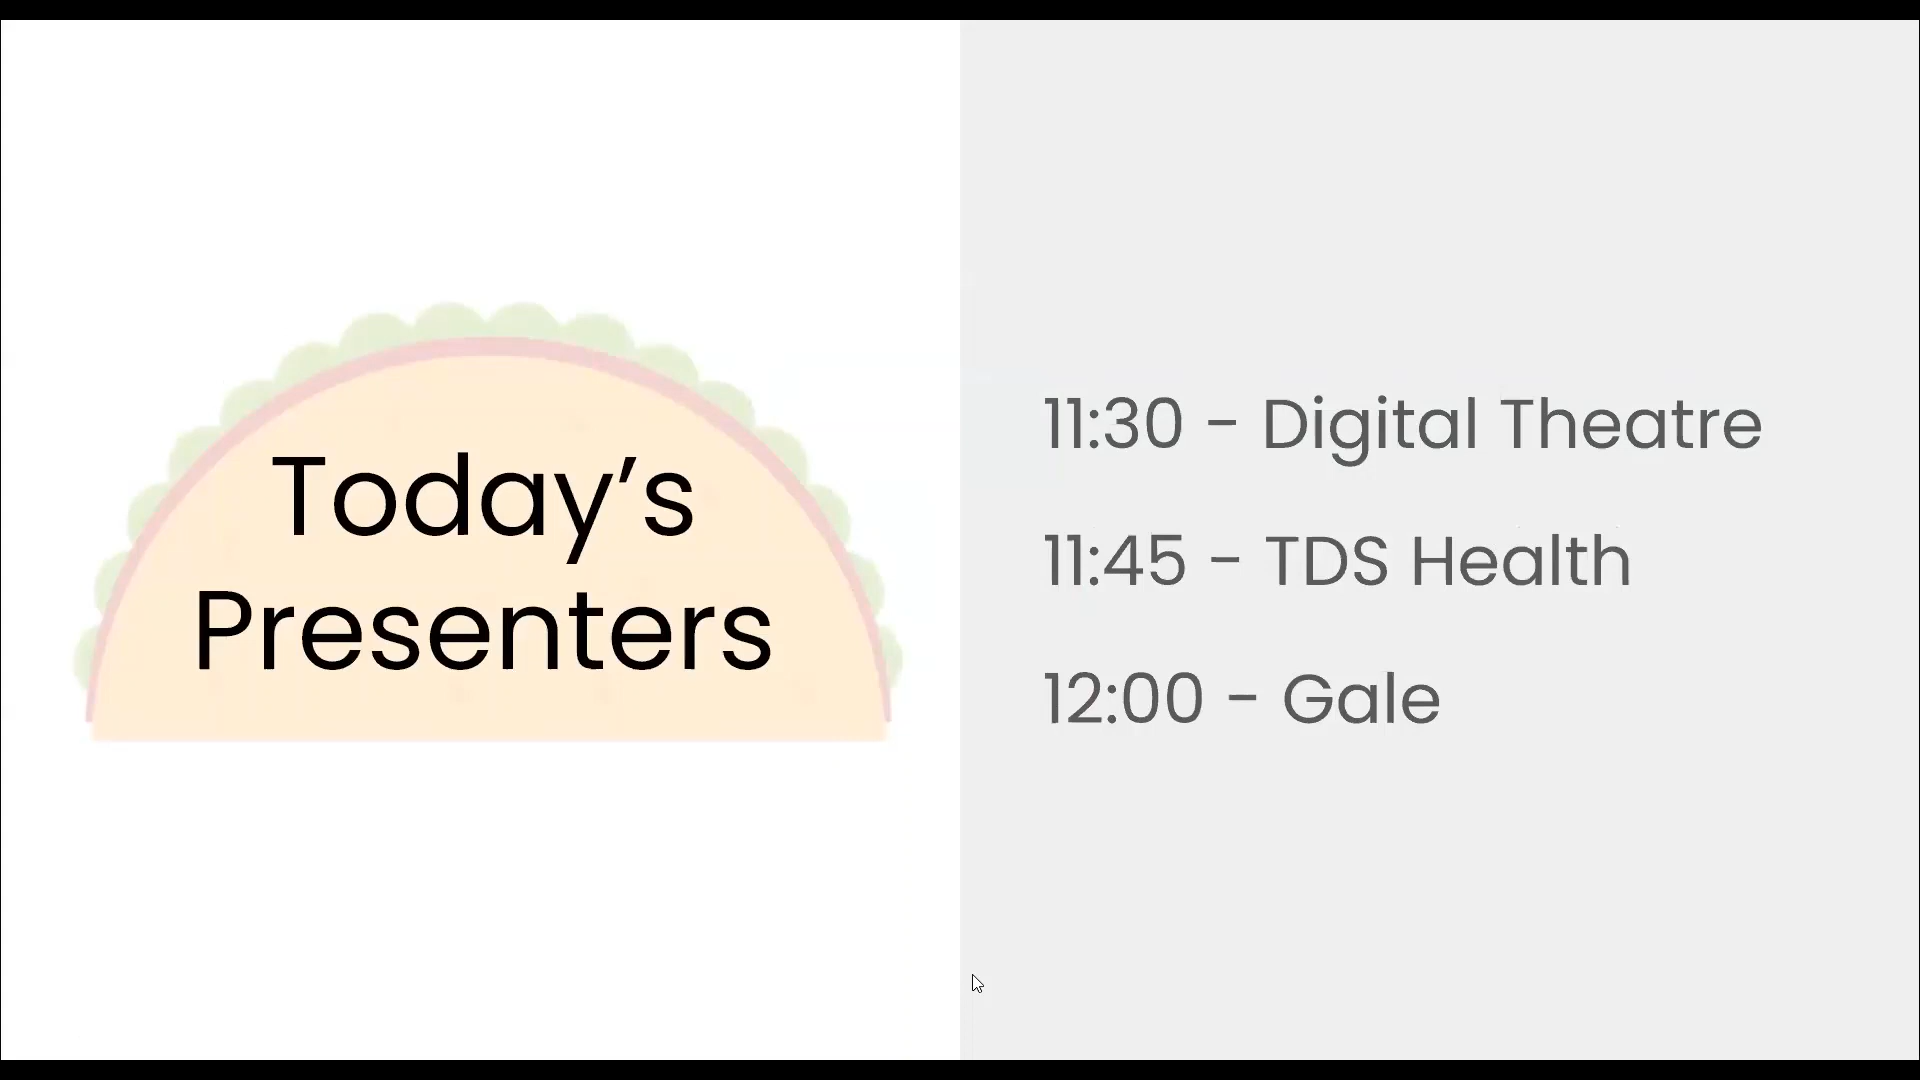 Today’s
Presenters
11:30 - Digital Theatre
11:45 - TDS Health
12:00 - Gale